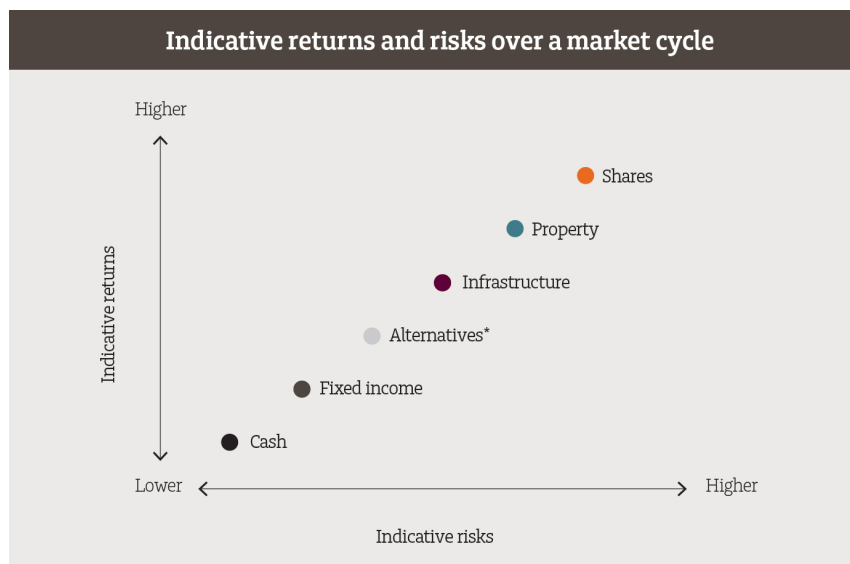 Indicative returns and risks over a market cycle
Higher
Shares
Property
Indicative returns
Infrastructure
Alternatives*
Fixed income
Cash
Lower
Higher
Indicative risks